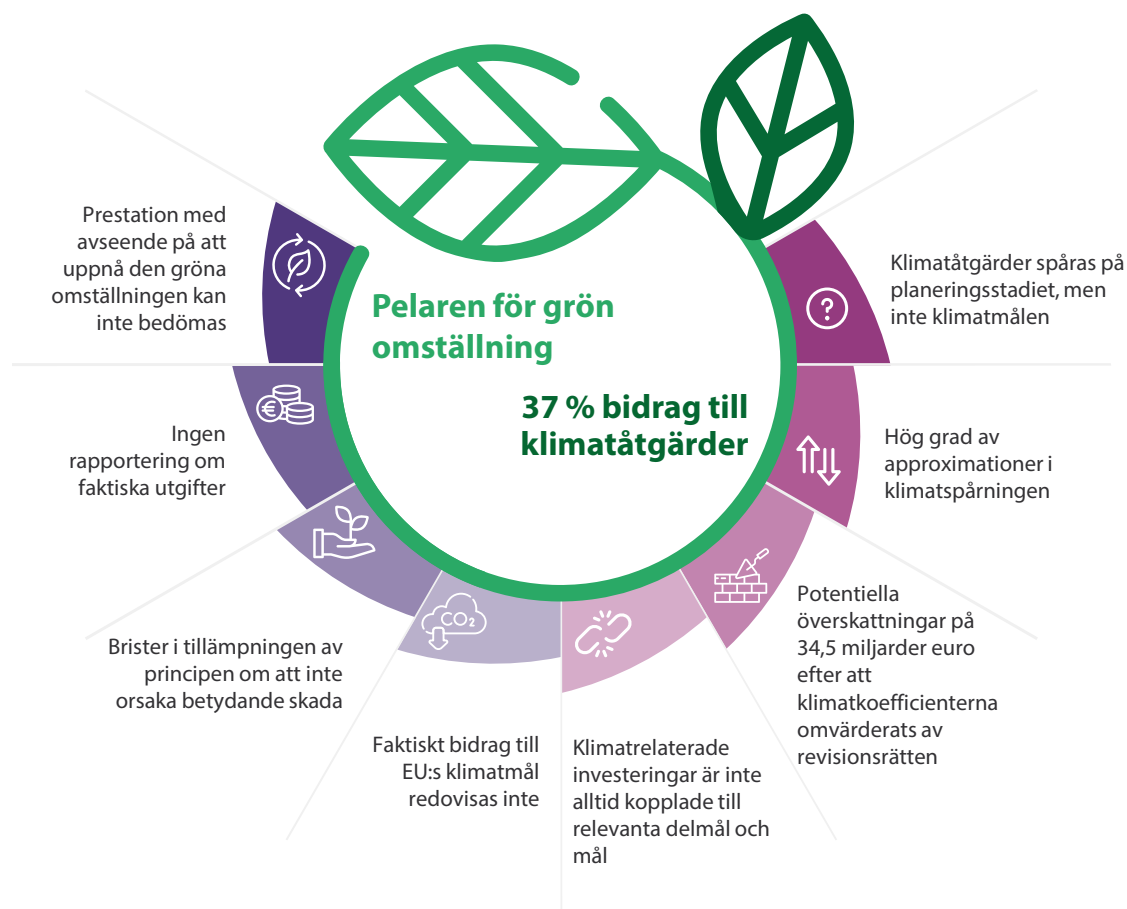 Pelaren för grön
omställning
37 % bidrag till
klimatåtgärder
Klimatåtgärder spåras på
planeringsstadiet, men
inte klimatmålen
Hög grad av
approximationer i
klimatspårningen
Potentiella
överskattningar på
34,5 miljarder euro
efter att
klimatkoefficienterna
omvärderats av
revisionsrätten
Klimatrelaterade
investeringar är inte
alltid kopplade till
relevanta delmål och
mål
Faktiskt bidrag till
EU:s klimatmål
redovisas inte
Brister i tillämpningen av
principen om att inte
orsaka betydande skada
Ingen
rapportering om
faktiska utgifter
Prestation med
avseende på att
uppnå den gröna
omställningen kan
inte bedömas
?
€
CO₂